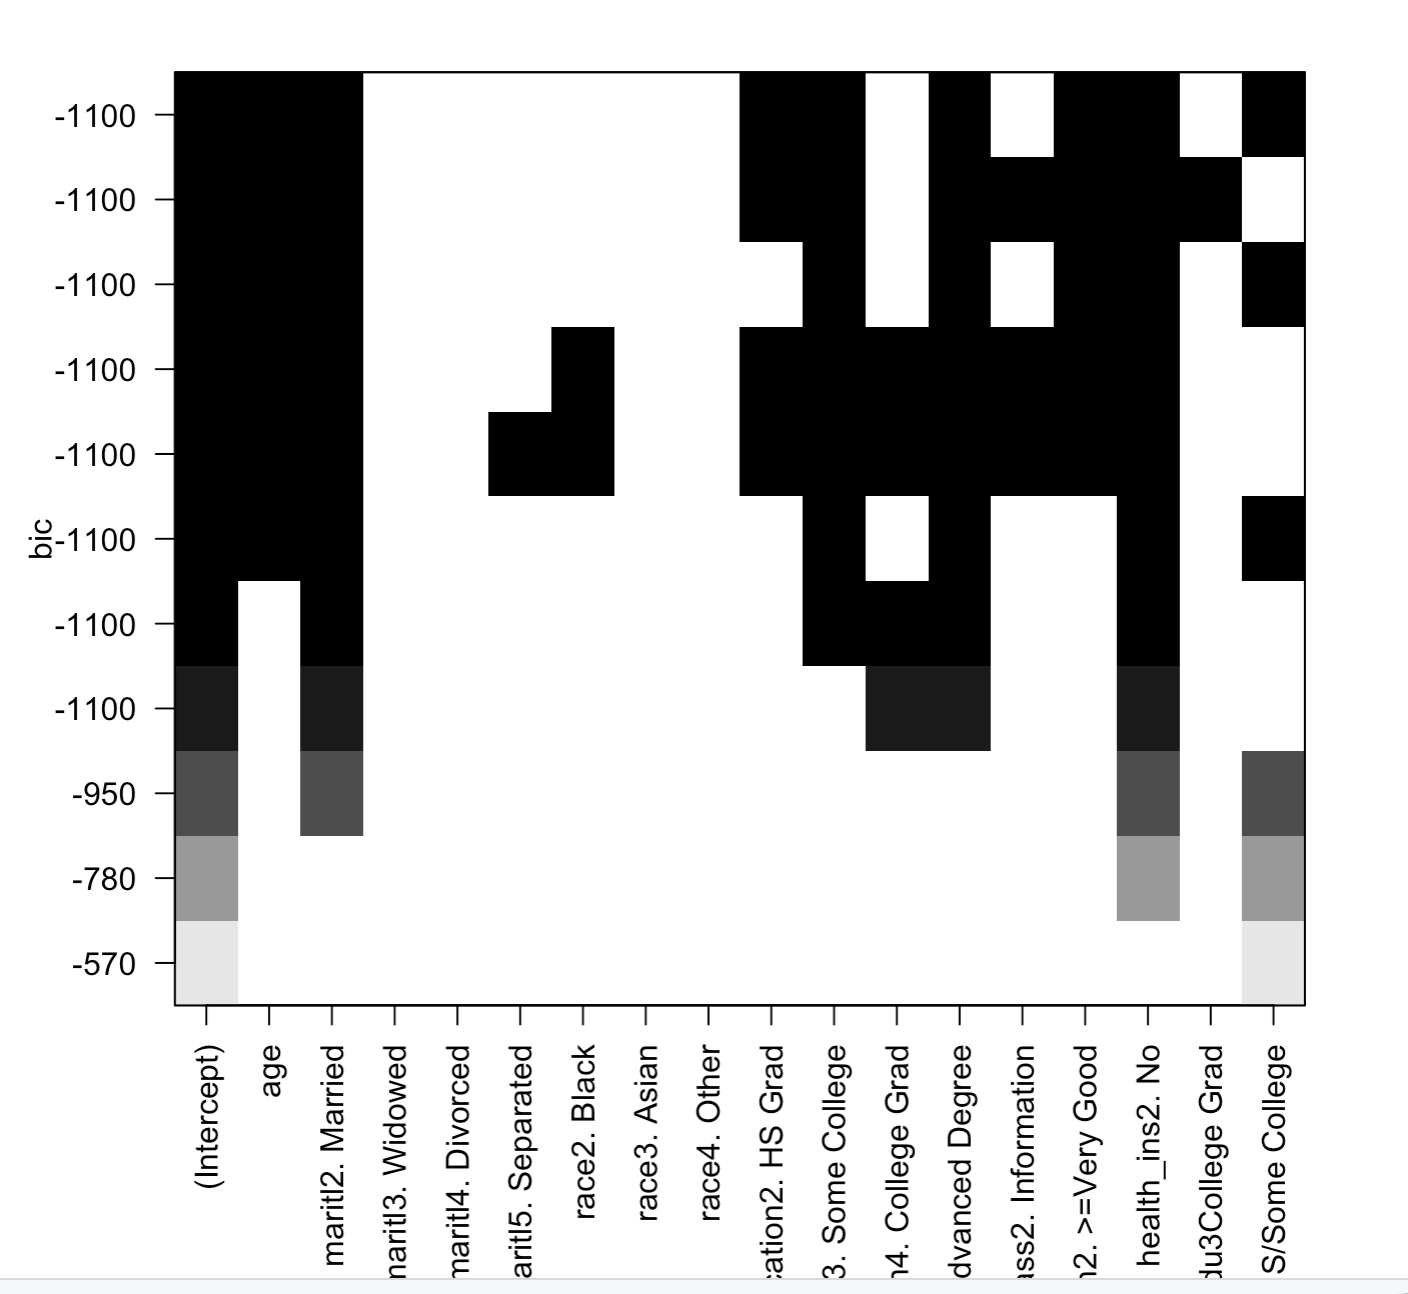 -1100
-1100
-1100
-1100
-1100
-1100
-1100
-1100
-950
-780
-570
bic
(Intercept)
age
maritl2. Married
naritl3. Widowed
maritl4. Divorced
aritl5. Separated
race2. Black
race3. Asian
race4. Other
cation2. HS Grad
3. Some College
n4. College Grad
dvanced Degree
ass2. Information
n2. >=Very Good
health_ins2. No
du3College Grad
S/Some College